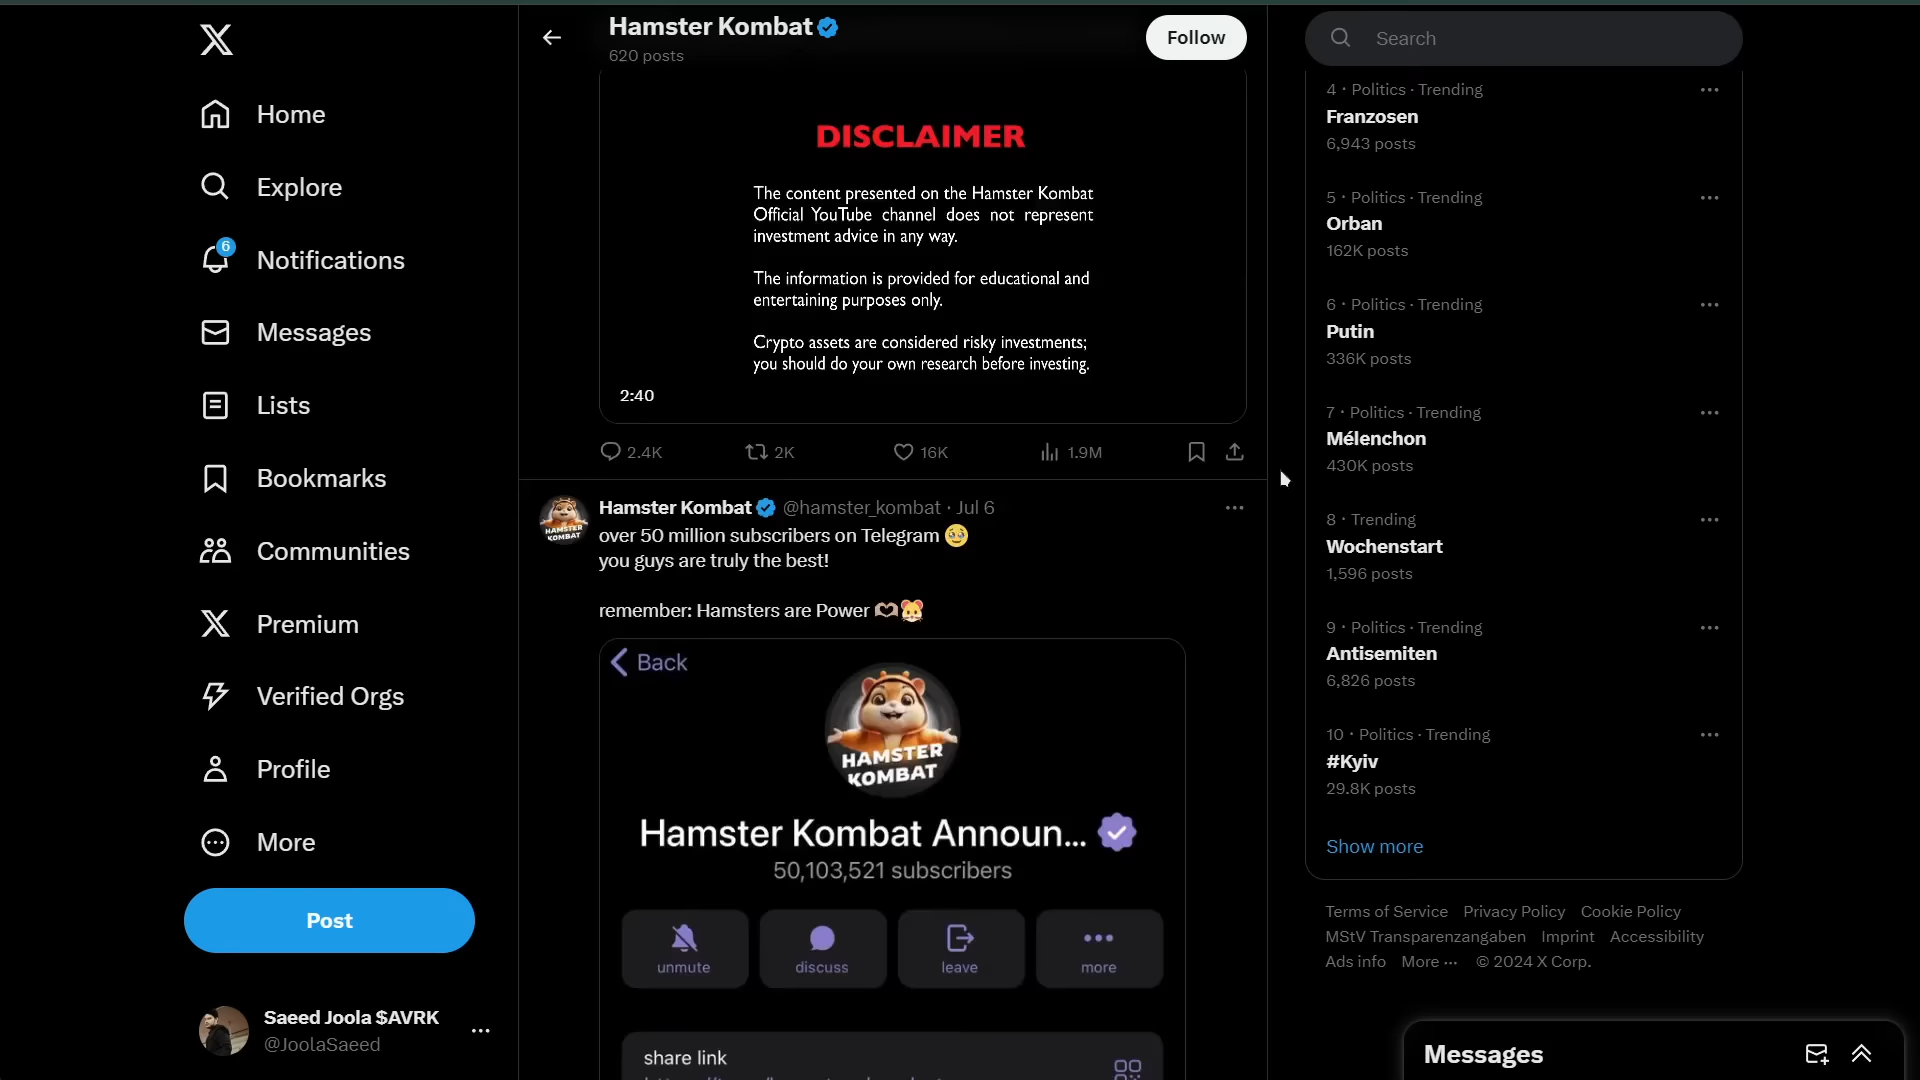 Home
Explore
6
Notifications
Messages
Lists
Bookmarks
Communities
Premium
Verified Orgs
Profile
More
Post
Saeed Joola $AVRK
@JoolaSaeed
Hamster Kombat
620 posts
Follow
DISCLAIMER
The content presented on the Hamster Kombat
Official YouTube channel does not represent
investment advice in any way.
The information is provided for educational and
entertaining purposes only.
Crypto assets are considered risky investments;
you should do your own research before investing.
2:40
2.4K
2K
16K
1.9M
Hamster Kombat @hamster_kombat · Jul 6
over 50 million subscribers on Telegram 🥹
you guys are truly the best!
remember: Hamsters are Power 🫶🐹
HAMSTER
KOMBAT
Back
HAMSTER
KOMBAT
Hamster Kombat Announ...
50,103,521 subscribers
unmute
discuss
leave
more
share link
Search
4 · Politics · Trending
Franzosen
6,943 posts
5 · Politics · Trending
Orban
162K posts
6 · Politics · Trending
Putin
336K posts
7 · Politics · Trending
Mélenchon
430K posts
8 · Trending
Wochenstart
1,596 posts
9 · Politics · Trending
Antisemiten
6,826 posts
10 · Politics · Trending
#Kyiv
29.8K posts
Show more
Terms of Service Privacy Policy Cookie Policy
MStV Transparenzangaben Imprint Accessibility
Ads info More ··· © 2024 X Corp.
Messages